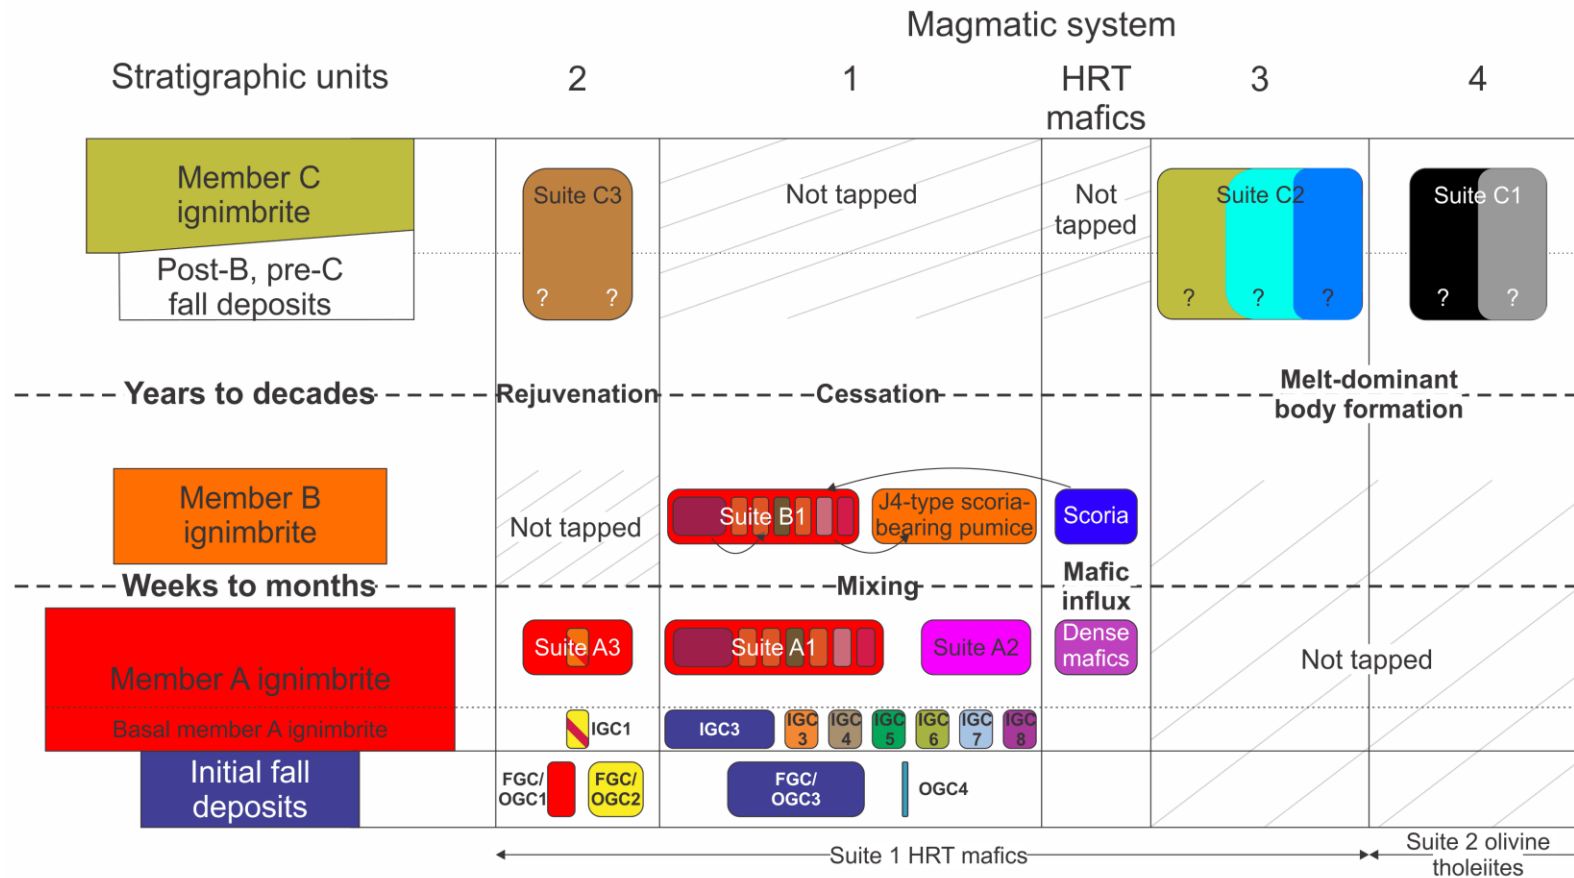 Magmatic system
Stratigraphic units
2
1
HRT
mafics
3
4
Member C
ignimbrite
Suite C3
Not tapped
Not
tapped
Suite C2
Suite C1
Post-B, pre-C
fall deposits
? ?
? ? ?
? ?
Years to decades
Rejuvenation
Cessation
Melt-dominant
body formation
Member B
ignimbrite
Not tapped
Suite B1
J4-type scoria-
bearing pumice
Scoria
Weeks to months
Mixing
Mafic
influx
Member A ignimbrite
Suite A3
Suite A1
Suite A2
Dense
mafics
Not tapped
Basal member A ignimbrite
IGC1
IGC3
IGC
3
IGC
4
IGC
5
IGC
6
IGC
7
IGC
8
Initial fall
deposits
FGC/
OGC1
FGC/
OGC2
FGC/
OGC3
OGC4
Suite 1 HRT mafics
Suite 2 olivine
tholeiites